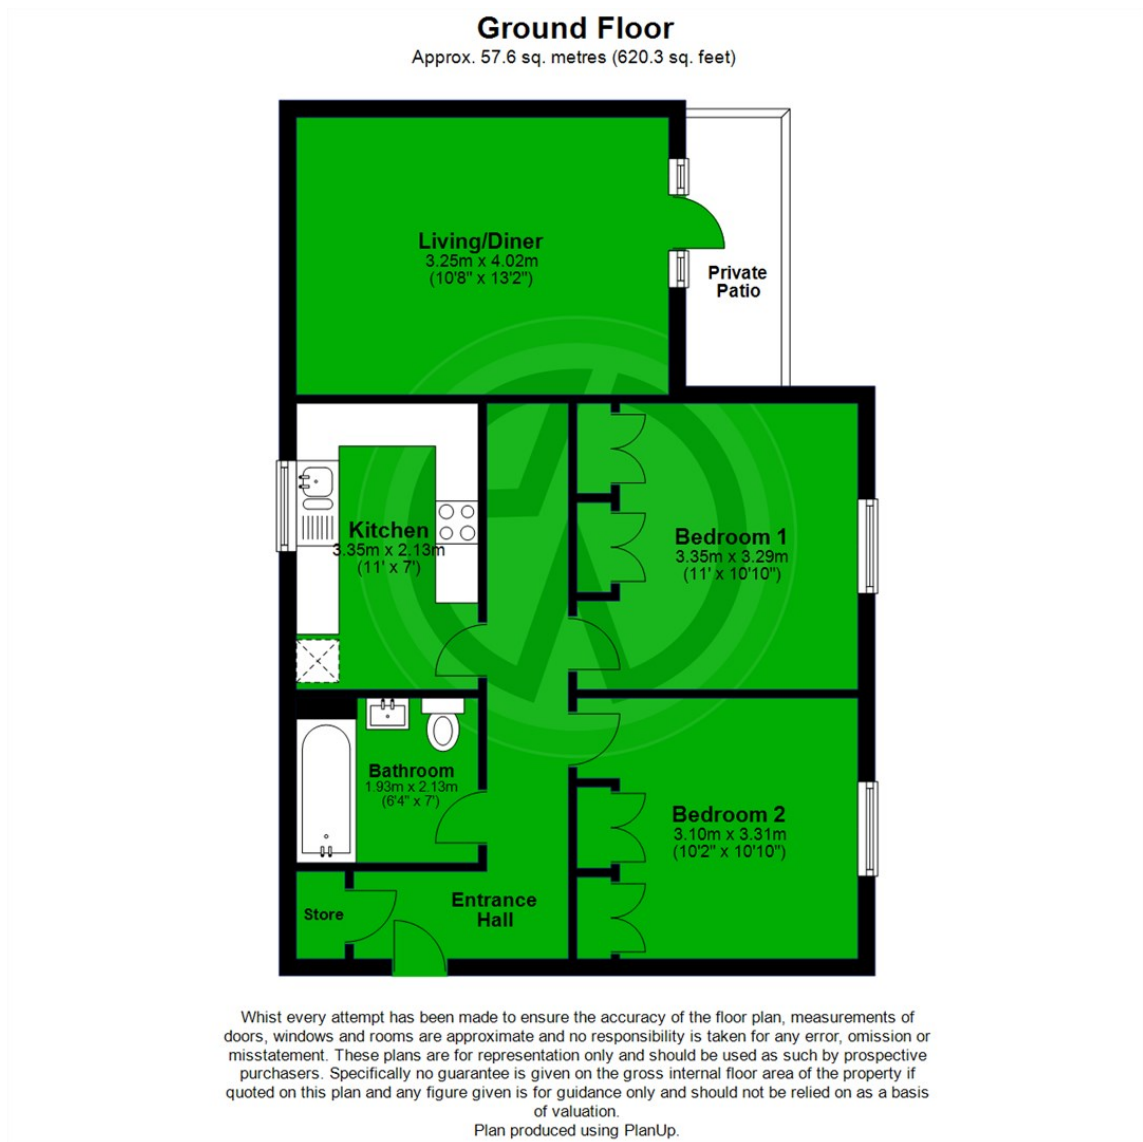 Ground Floor
Approx. 57.6 sq. metres (620.3 sq. feet)
Living/Diner
3.25m x 4.02m
(10'8" x 13'2")
Private
Patio
Kitchen
3.35m x 2.13m
(11' x 7')
Bedroom 1
3.35m x 3.29m
(11' x 10'10")
Bathroom
1.93m x 2.13m
(6'4" x 7')
Bedroom 2
3.10m x 3.31m
(10'2" x 10'10")
Store
Entrance
Hall
Whist every attempt has been made to ensure the accuracy of the floor plan, measurements of
doors, windows and rooms are approximate and no responsibility is taken for any error, omission or
misstatement. These plans are for representation only and should be used as such by prospective
purchasers. Specifically no guarantee is given on the gross internal floor area of the property if
quoted on this plan and any figure given is for guidance only and should not be relied on as a basis
of valuation.
Plan produced using PlanUp.